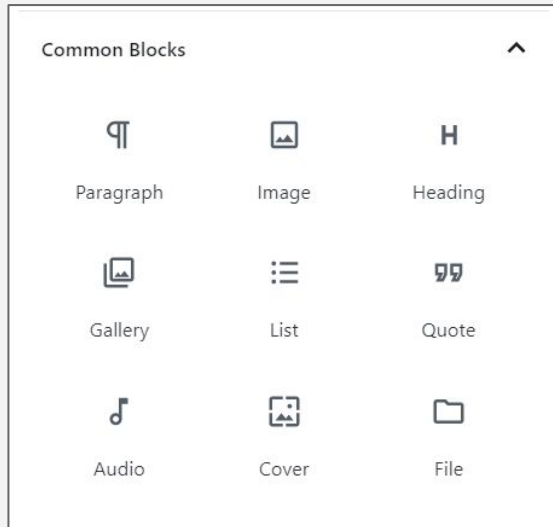 Common Blocks
Paragraph Image Heading
Gallery List Quote
Audio Cover File